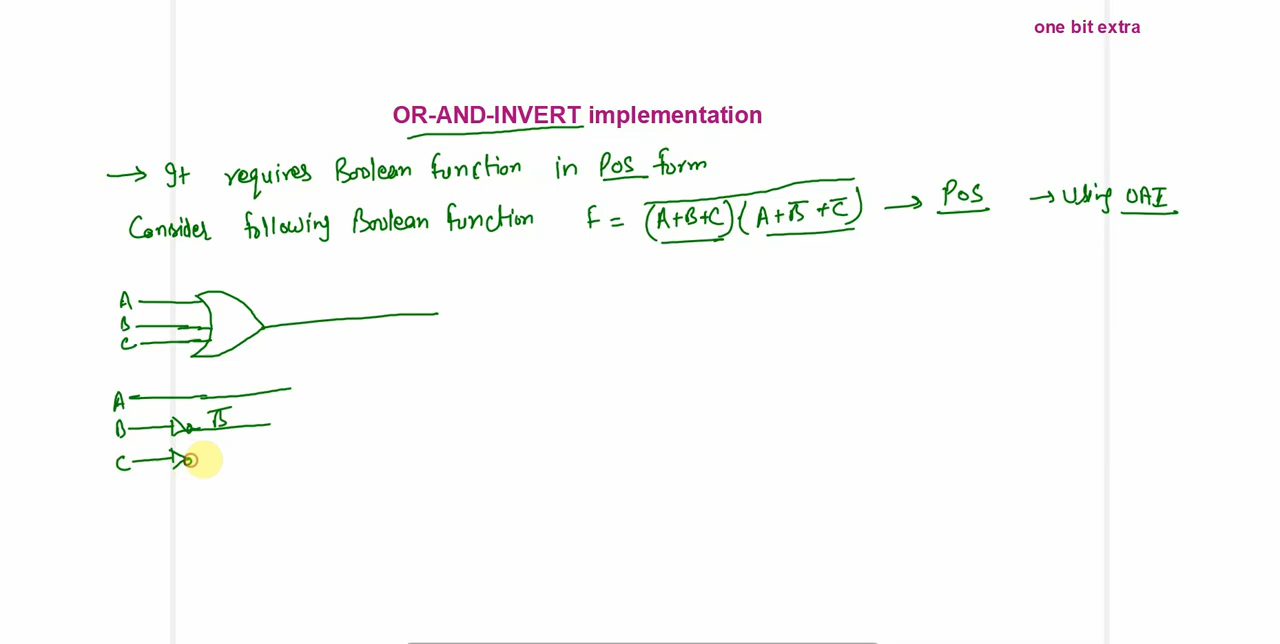 one bit extra
OR-AND-INVERT implementation
→ It requires Boolean function in POS form
Consider following Boolean function F = \overline{(A+B+C)(A+B̅+C̅)} → POS → Using OAI
A
B
C
A
B B̅
C